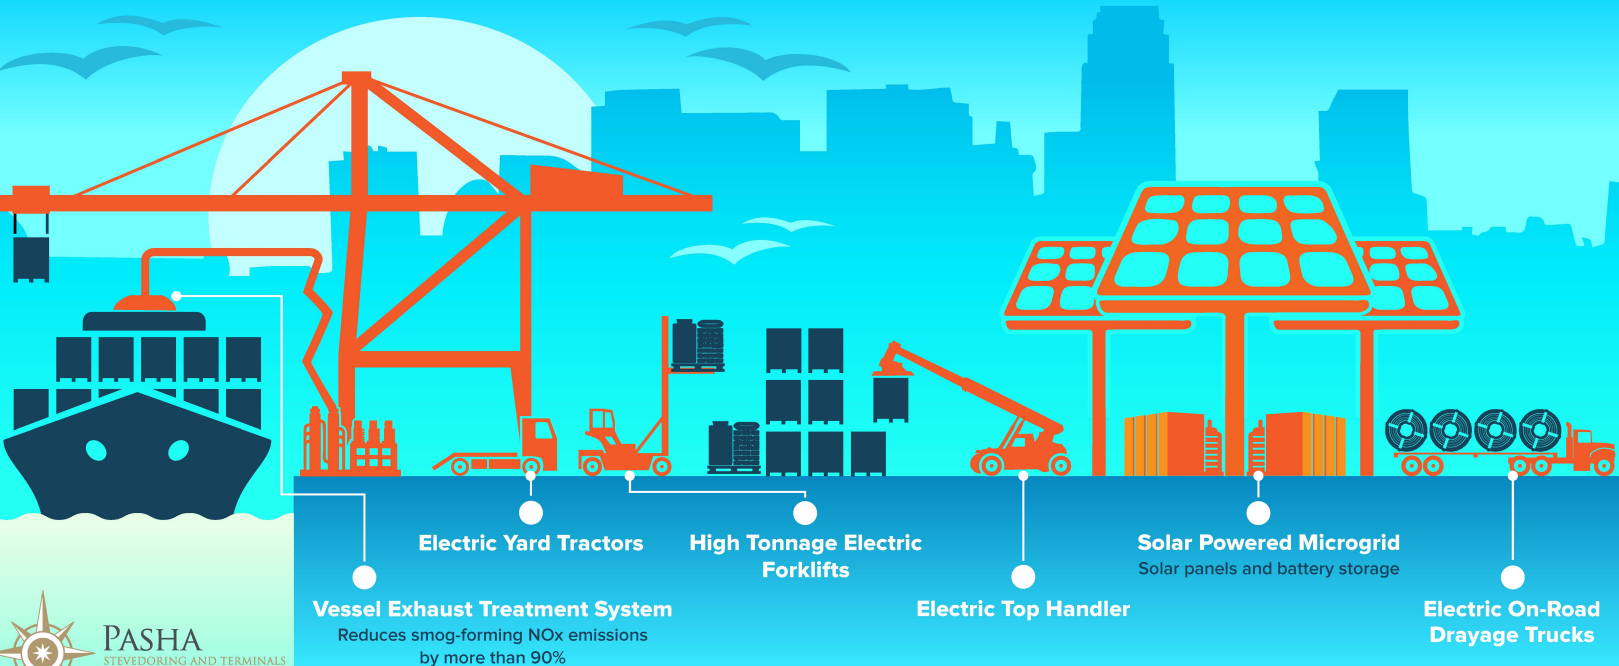 Electric Yard Tractors
High Tonnage Electric
Forklifts
Solar Powered Microgrid
Solar panels and battery storage
Vessel Exhaust Treatment System
Reduces smog-forming NOx emissions
by more than 90%
Electric Top Handler
Electric On-Road
Drayage Trucks
PASHA
STEVEDORING AND TERMINALS